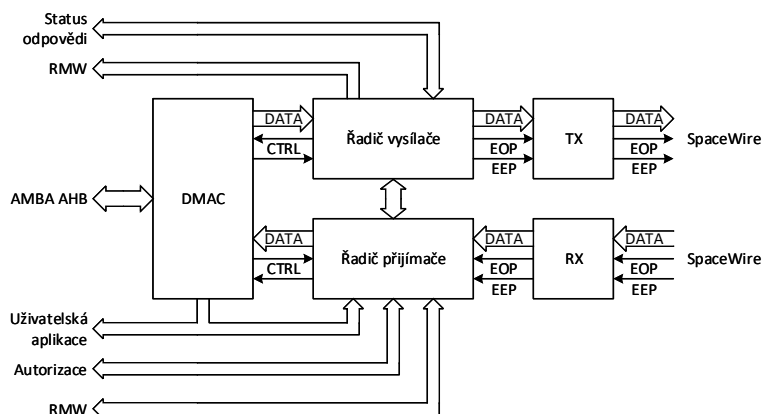 Status
odpovědi
RMW
DATA
CTRL
Řadič vysílače
DATA
EOP
EEP
TX
DATA
EOP
EEP
SpaceWire
AMBA AHB
DMAC
DATA
CTRL
Řadič přijímače
DATA
EOP
EEP
RX
DATA
EOP
EEP
SpaceWire
Uživatelská
aplikace
Autorizace
RMW